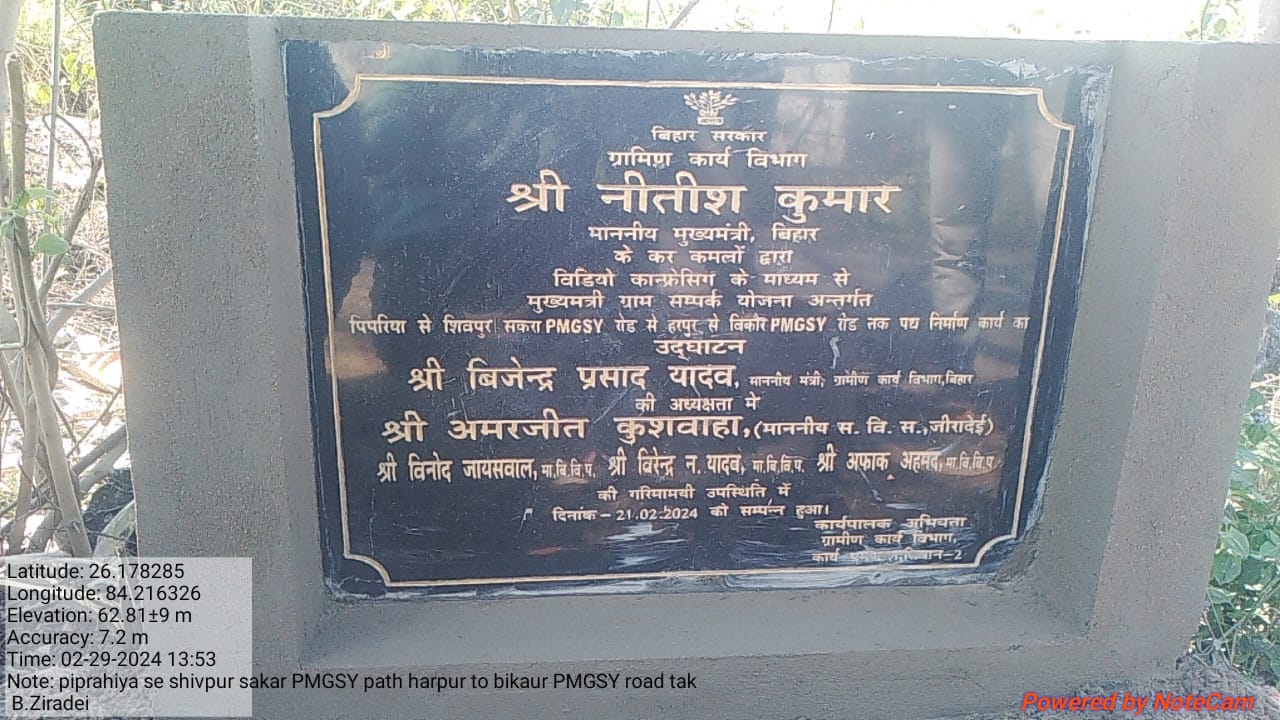 बिहार सरकार
ग्रामिण कार्य विभाग
श्री नीतीश कुमार
माननीय मुख्यमंत्री, बिहार
के कर कमलों द्वारा
विडियो कान्फ्रेसिग के माध्यम से
मुख्यमत्री ग्राम सम्पर्क योजना अन्तर्गत
पिपरिया से शिवपुर सकरा PMGSY रोड से हरपुर से विकौर PMGSY रोड तक पथ निर्माण कार्य का
उद्घाटन
श्री बिजेन्द्र प्रसाद यादव, माननीय मंत्री, ग्रामीण कार्य विभाग,बिहार
की अध्यक्षता में
श्री अमरजीत कुशवाहा,(माननीय स. वि. स.,जीरादेई)
श्री विनोद जायसवाल, मा.बि.वि.प. श्री विरेन्द्र न. यादव, मा.बि.वि.प. श्री अफाक अहमद, मा.बि.वि.प.
की गरिमामयी उपस्थिति में
दिनांक – 21.02.2024 को सम्पन्न हुआ।
कार्यपालक अभियंता
ग्रामीण कार्य विभाग,
कार्य -2
Latitude: 26.178285
Longitude: 84.216326
Elevation: 62.81±9 m
Accuracy: 7.2 m
Time: 02-29-2024 13:53
Note: piprahiya se shivpur sakar PMGSY path harpur to bikaur PMGSY road tak
B.Ziradei
Powered by NoteCam